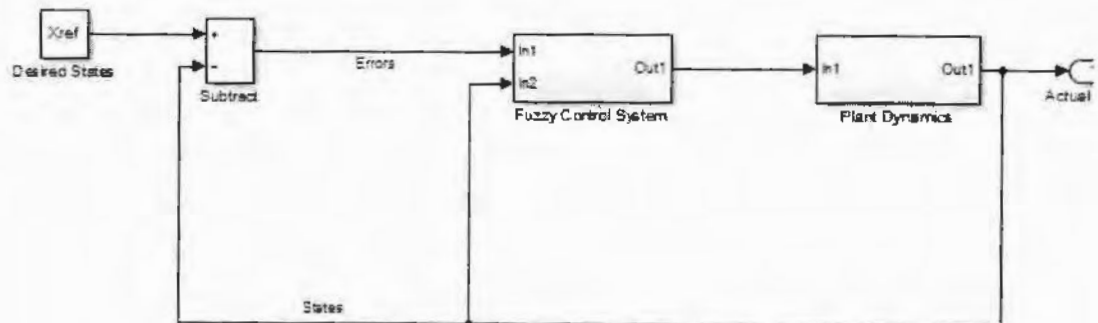 Xref
Desired States
+
−
Subtract
Errors
In1
In2
Out1
Fuzzy Control System
In1
Out1
Plant Dynamics
Actual
States